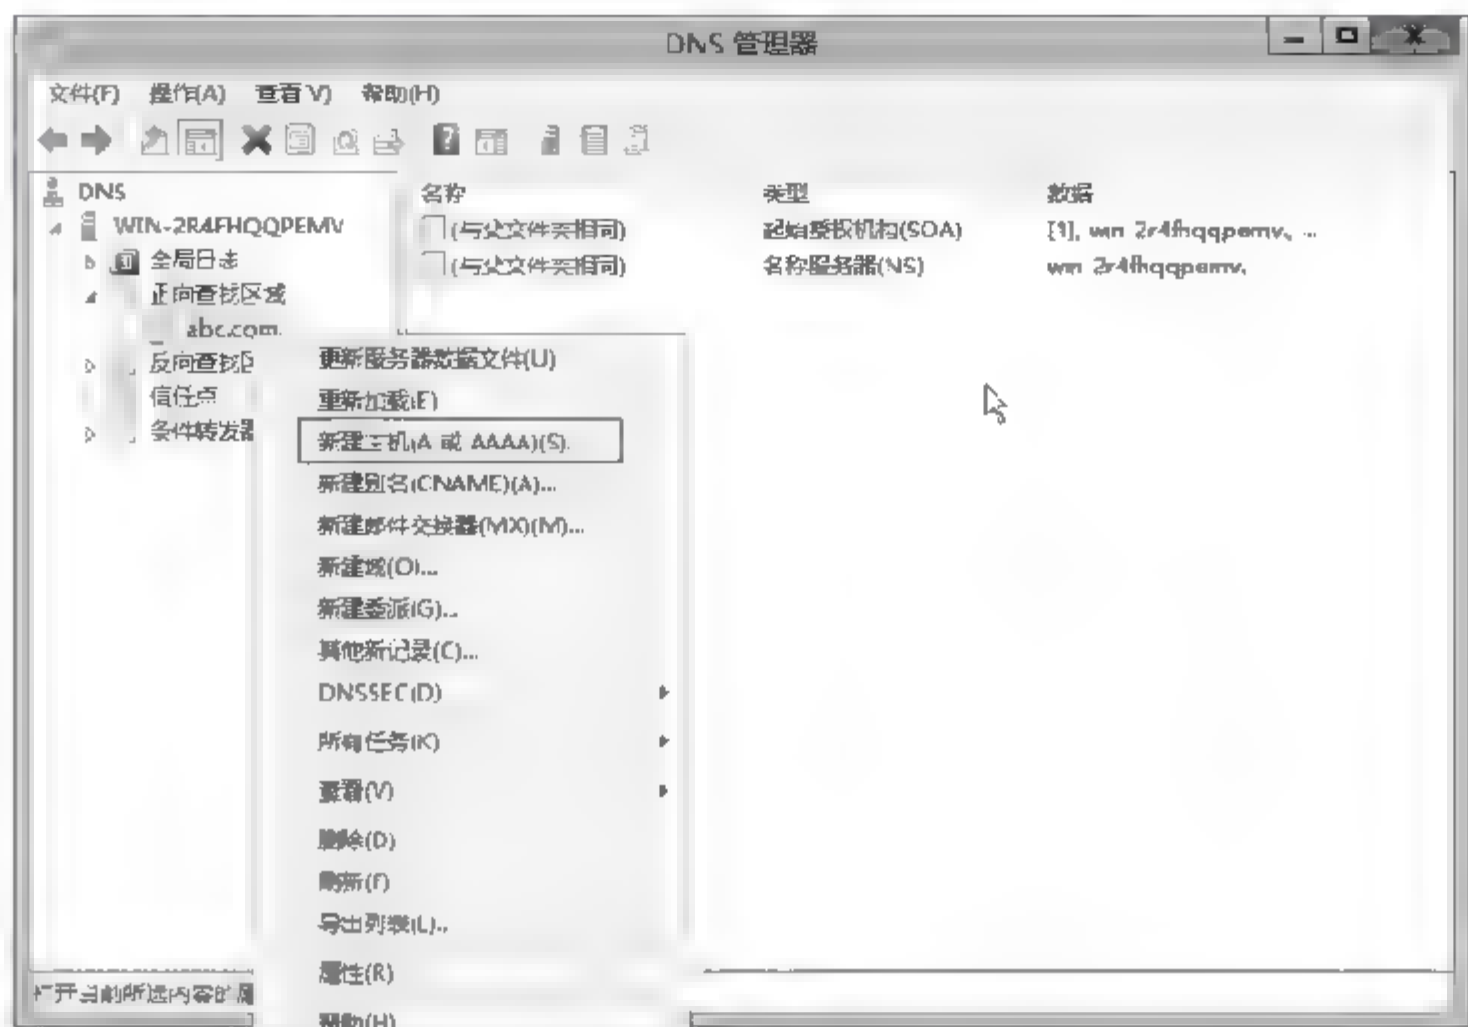 DNS 管理器
文件(F) 操作(A) 查看(V) 帮助(H)
DNS
WIN-2R4FHQQPEMV
全局日志
正向查找区域
abc.com
反向查找区
信任点
条件转发器
名称 类型 数据
(与父文件夹相同) 起始授权机构(SOA) [1], win-2r4fhqqpemv., ...
(与父文件夹相同) 名称服务器(NS) win-2r4fhqqpemv.
更新服务器数据文件(U)
重新加载(E)
新建主机(A 或 AAAA)(S)...
新建别名(CNAME)(A)...
新建邮件交换器(MX)(M)...
新建域(O)...
新建委派(G)...
其他新记录(C)...
DNSSEC(D)
所有任务(K)
查看(V)
删除(D)
刷新(F)
导出列表(L)...
属性(R)
帮助(H)
打开当前所选内容的属